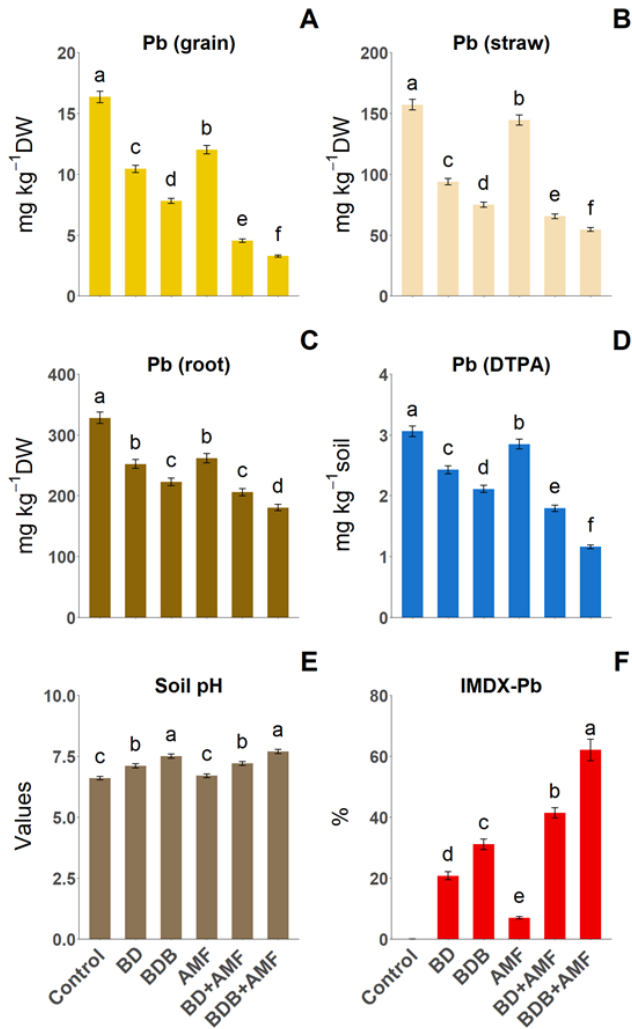 A
Pb (grain)
mg kg⁻¹DW
20
15
10
5
0
a
c
d
b
e
f
B
Pb (straw)
mg kg⁻¹DW
200
150
100
50
0
a
c
d
b
e
f
C
Pb (root)
mg kg⁻¹DW
400
300
200
100
0
a
b
c
b
c
d
D
Pb (DTPA)
mg kg⁻¹soil
4
3
2
1
0
a
c
d
b
e
f
E
Soil pH
Values
10.0
7.5
5.0
2.5
0.0
c
b
a
c
b
a
Control
BD
BDB
AMF
BD+AMF
BDB+AMF
F
IMDX-Pb
%
80
60
40
20
0
d
c
e
b
a
Control
BD
BDB
AMF
BD+AMF
BDB+AMF